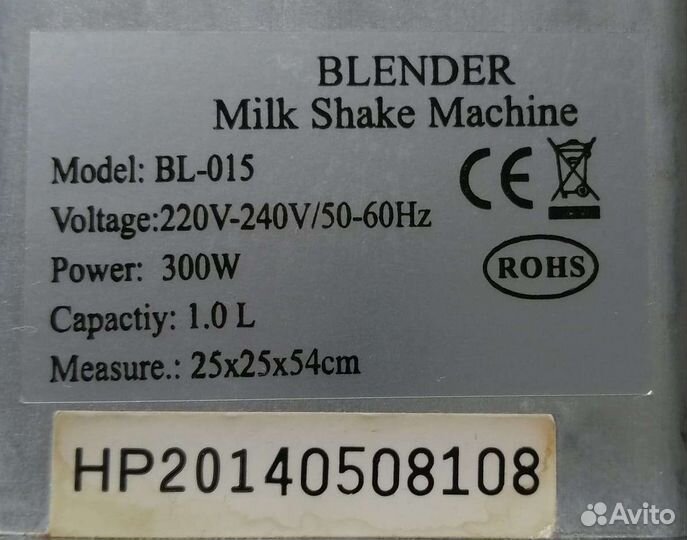 BLENDER
Milk Shake Machine
Model: BL-015
Voltage:220V-240V/50-60Hz
Power: 300W
Capactiy: 1.0 L
Measure.: 25x25x54cm
CE
ROHS
HP20140508108
Avito